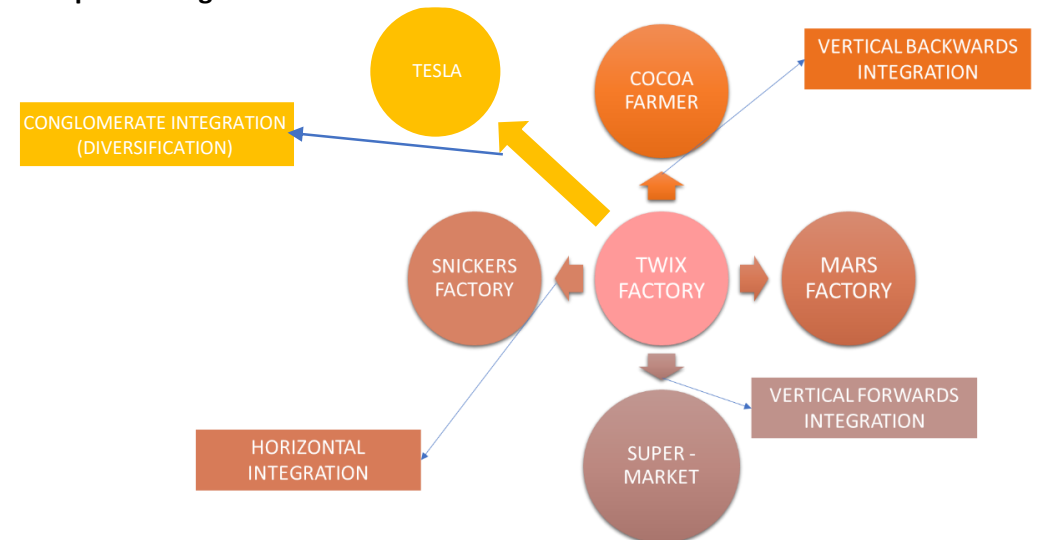 TESLA
COCOA
FARMER
VERTICAL BACKWARDS
INTEGRATION
CONGLOMERATE INTEGRATION
(DIVERSIFICATION)
SNICKERS
FACTORY
TWIX
FACTORY
MARS
FACTORY
VERTICAL FORWARDS
INTEGRATION
HORIZONTAL
INTEGRATION
SUPER -
MARKET